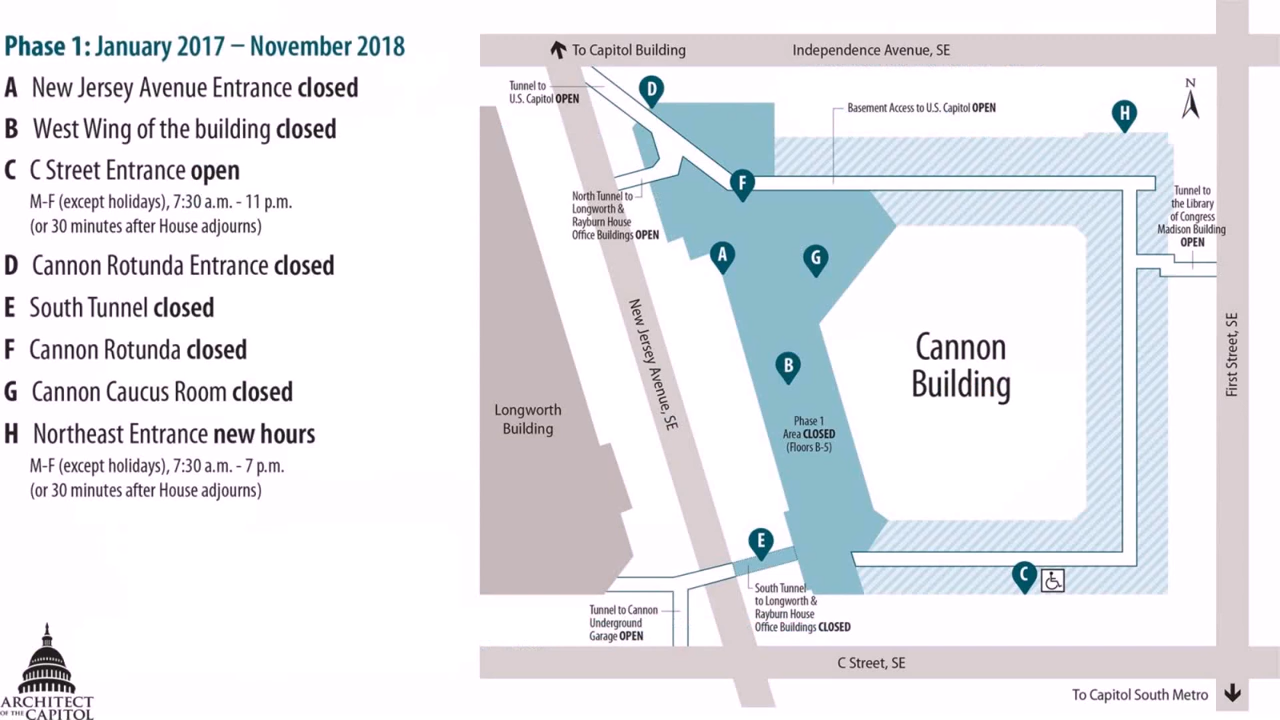 Phase 1: January 2017 – November 2018
A New Jersey Avenue Entrance closed
B West Wing of the building closed
C C Street Entrance open
M-F (except holidays), 7:30 a.m. - 11 p.m.
(or 30 minutes after House adjourns)
D Cannon Rotunda Entrance closed
E South Tunnel closed
F Cannon Rotunda closed
G Cannon Caucus Room closed
H Northeast Entrance new hours
M-F (except holidays), 7:30 a.m. - 7 p.m.
(or 30 minutes after House adjourns)
ARCHITECT
OF THE CAPITOL
To Capitol Building
Independence Avenue, SE
Tunnel to
U.S. Capitol OPEN
D
Basement Access to U.S. Capitol OPEN
H
N
F
North Tunnel to
Longworth &
Rayburn House
Office Buildings OPEN
Tunnel to
the Library
of Congress
Madison Building
OPEN
A
G
New Jersey Avenue, SE
First Street, SE
Cannon
Building
B
Longworth
Building
Phase 1
Area CLOSED
(Floors B-5)
E
C
South Tunnel
to Longworth &
Rayburn House
Office Buildings CLOSED
Tunnel to Cannon
Underground
Garage OPEN
C Street, SE
To Capitol South Metro